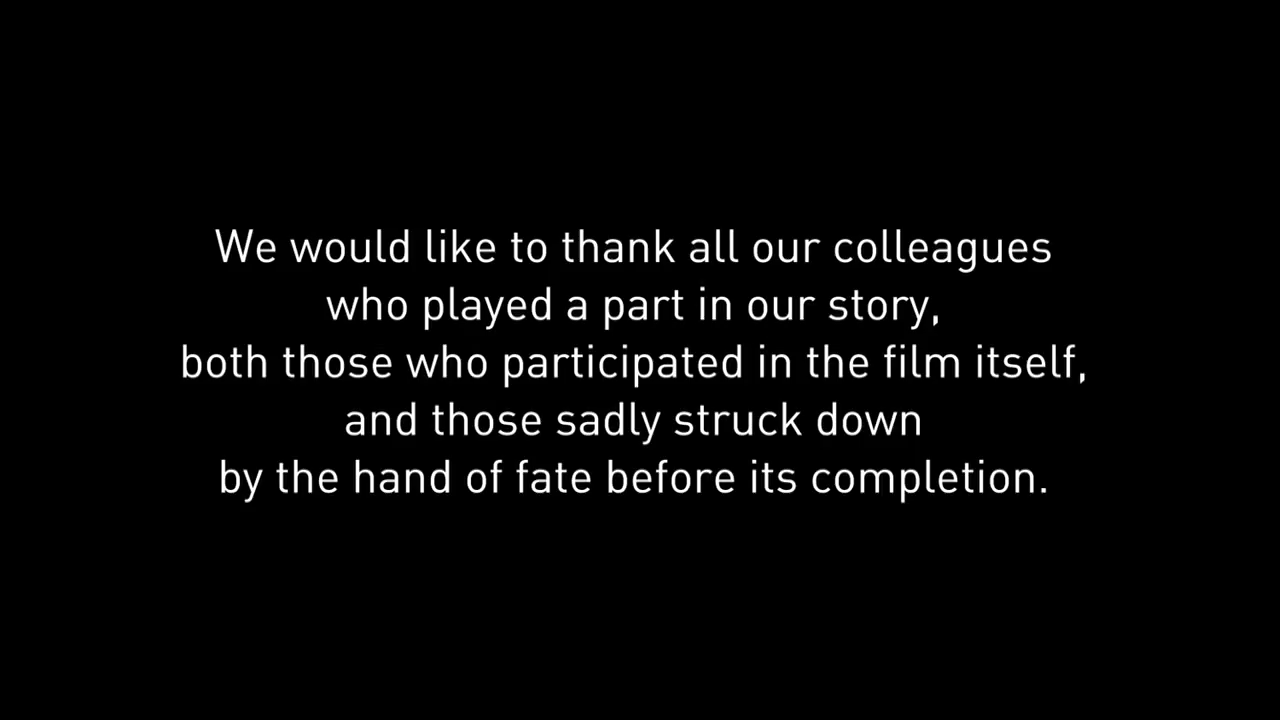 We would like to thank all our colleagues
who played a part in our story,
both those who participated in the film itself,
and those sadly struck down
by the hand of fate before its completion.